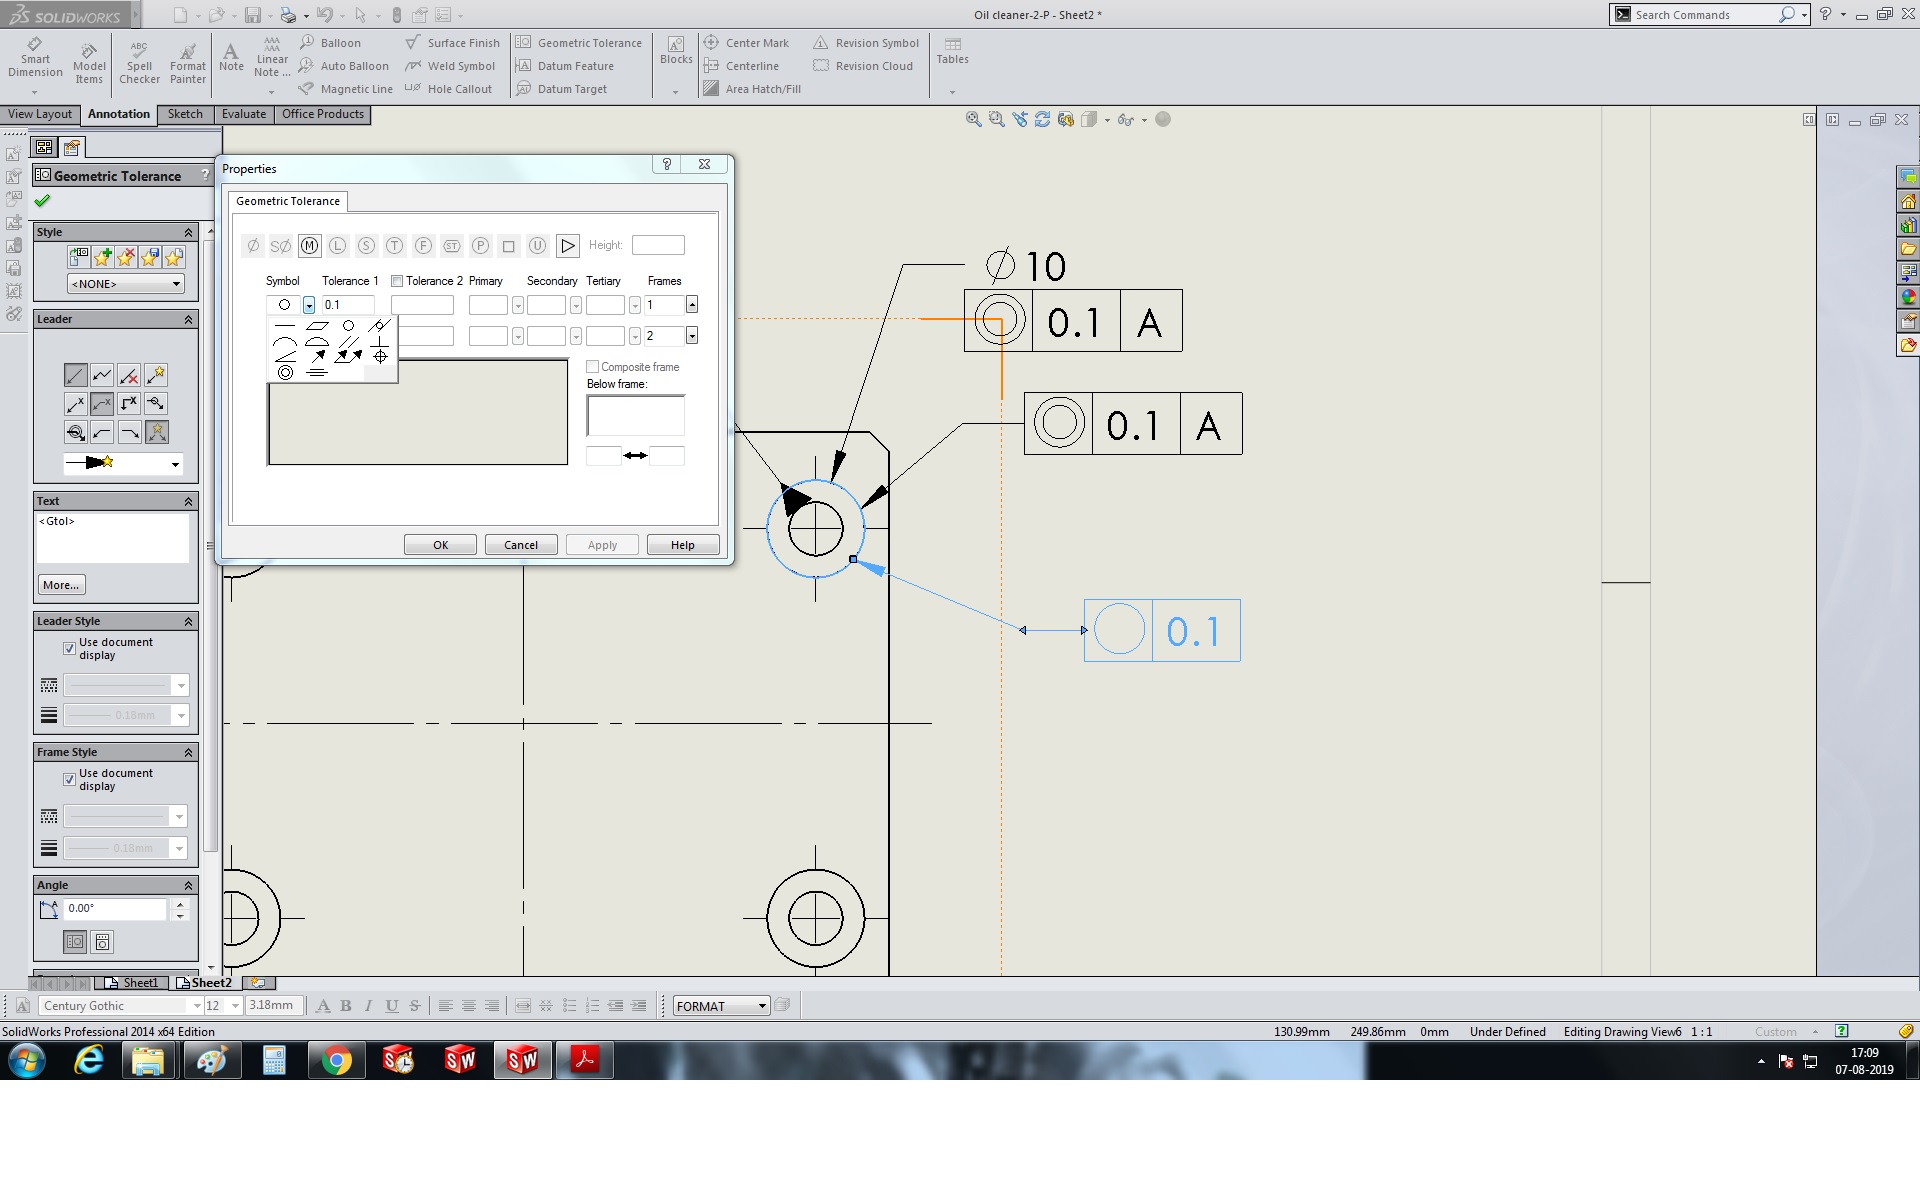 SOLIDWORKS
Oil cleaner-2-P - Sheet2 *
Search Commands
Smart Dimension
Model Items
ABC
Spell Checker
Format Painter
A
Note
AAA
AAA
Linear Note ...
Balloon
Auto Balloon
Magnetic Line
Surface Finish
Weld Symbol
Hole Callout
Geometric Tolerance
Datum Feature
Datum Target
Blocks
Center Mark
Centerline
Area Hatch/Fill
Revision Symbol
Revision Cloud
Tables
View Layout
Annotation
Sketch
Evaluate
Office Products
Geometric Tolerance
?
Style
<NONE>
Leader
Text
<Gtol>
More...
Leader Style
Use document display
0.18mm
Frame Style
Use document display
0.18mm
Angle
0.00°
Properties
?
Geometric Tolerance
Ø SØ M L S T F ST P □ U
Height:
Symbol Tolerance 1 Tolerance 2 Primary Secondary Tertiary Frames
0.1
1
2
Composite frame
Below frame:
OK
Cancel
Apply
Help
Ø 10
0.1 A
0.1 A
0.1
Sheet1
Sheet2
Century Gothic
12
3.18mm
A B I U S
FORMAT
SolidWorks Professional 2014 x64 Edition
130.99mm
249.86mm
0mm
Under Defined
Editing Drawing View6
1 : 1
Custom
SW
SW
17:09
07-08-2019